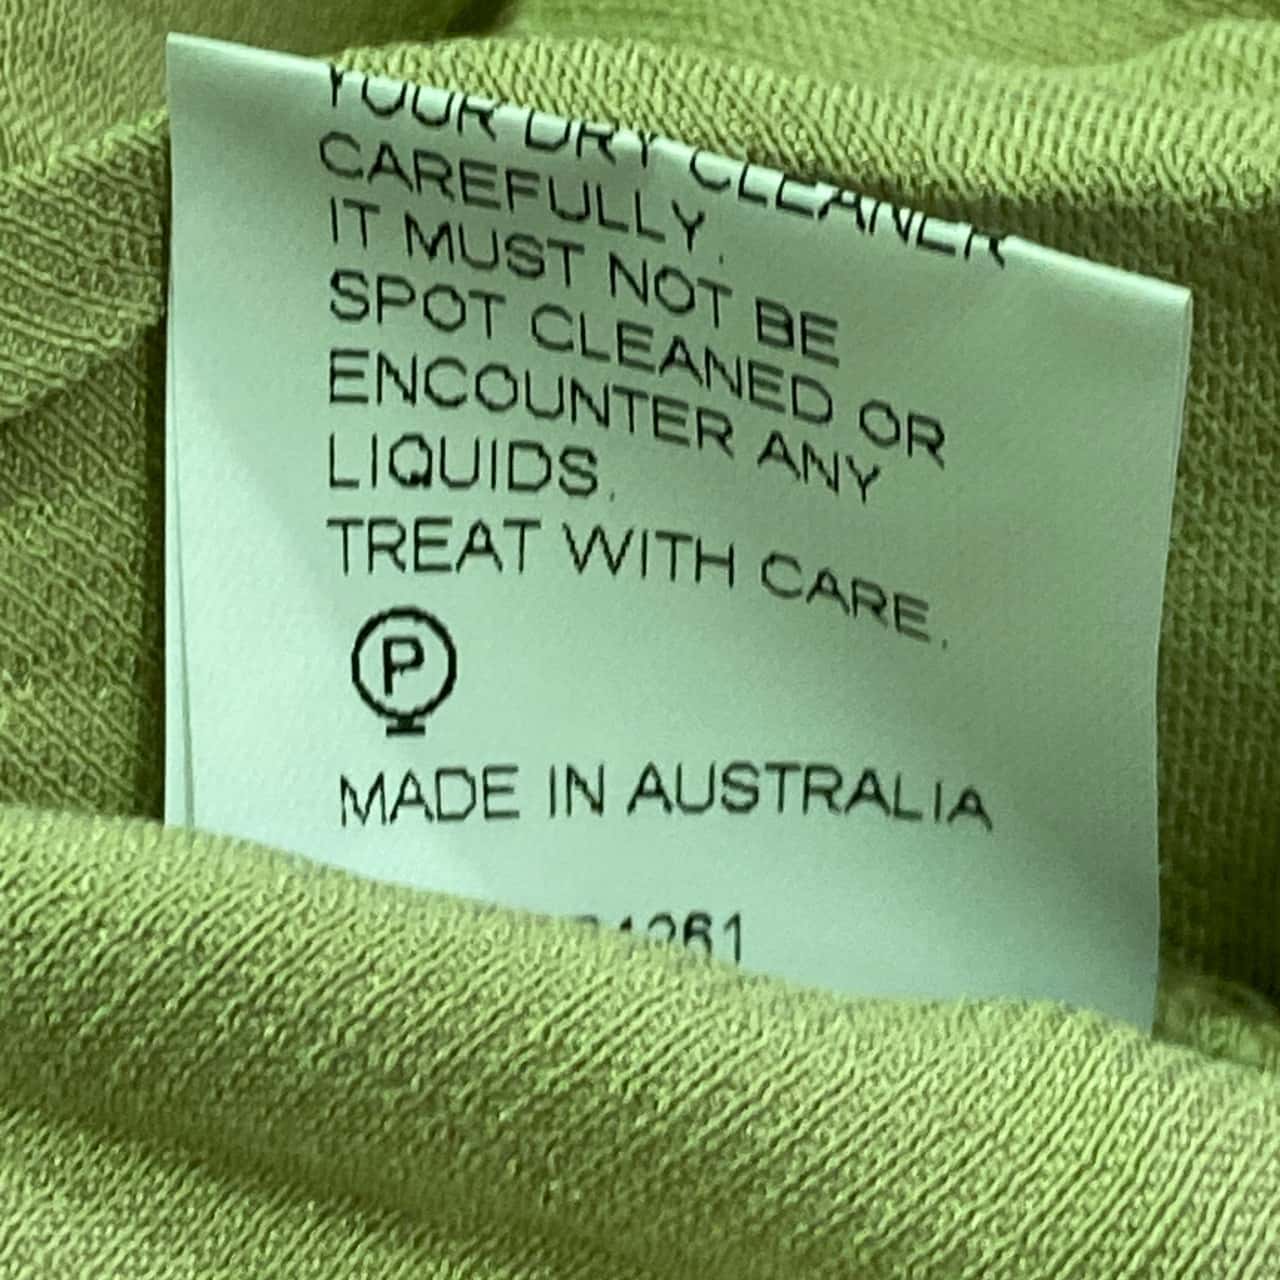 YOUR DRY CLEANER
CAREFULLY.
IT MUST NOT BE
SPOT CLEANED OR
ENCOUNTER ANY
LIQUIDS.
TREAT WITH CARE.
P
MADE IN AUSTRALIA
1261